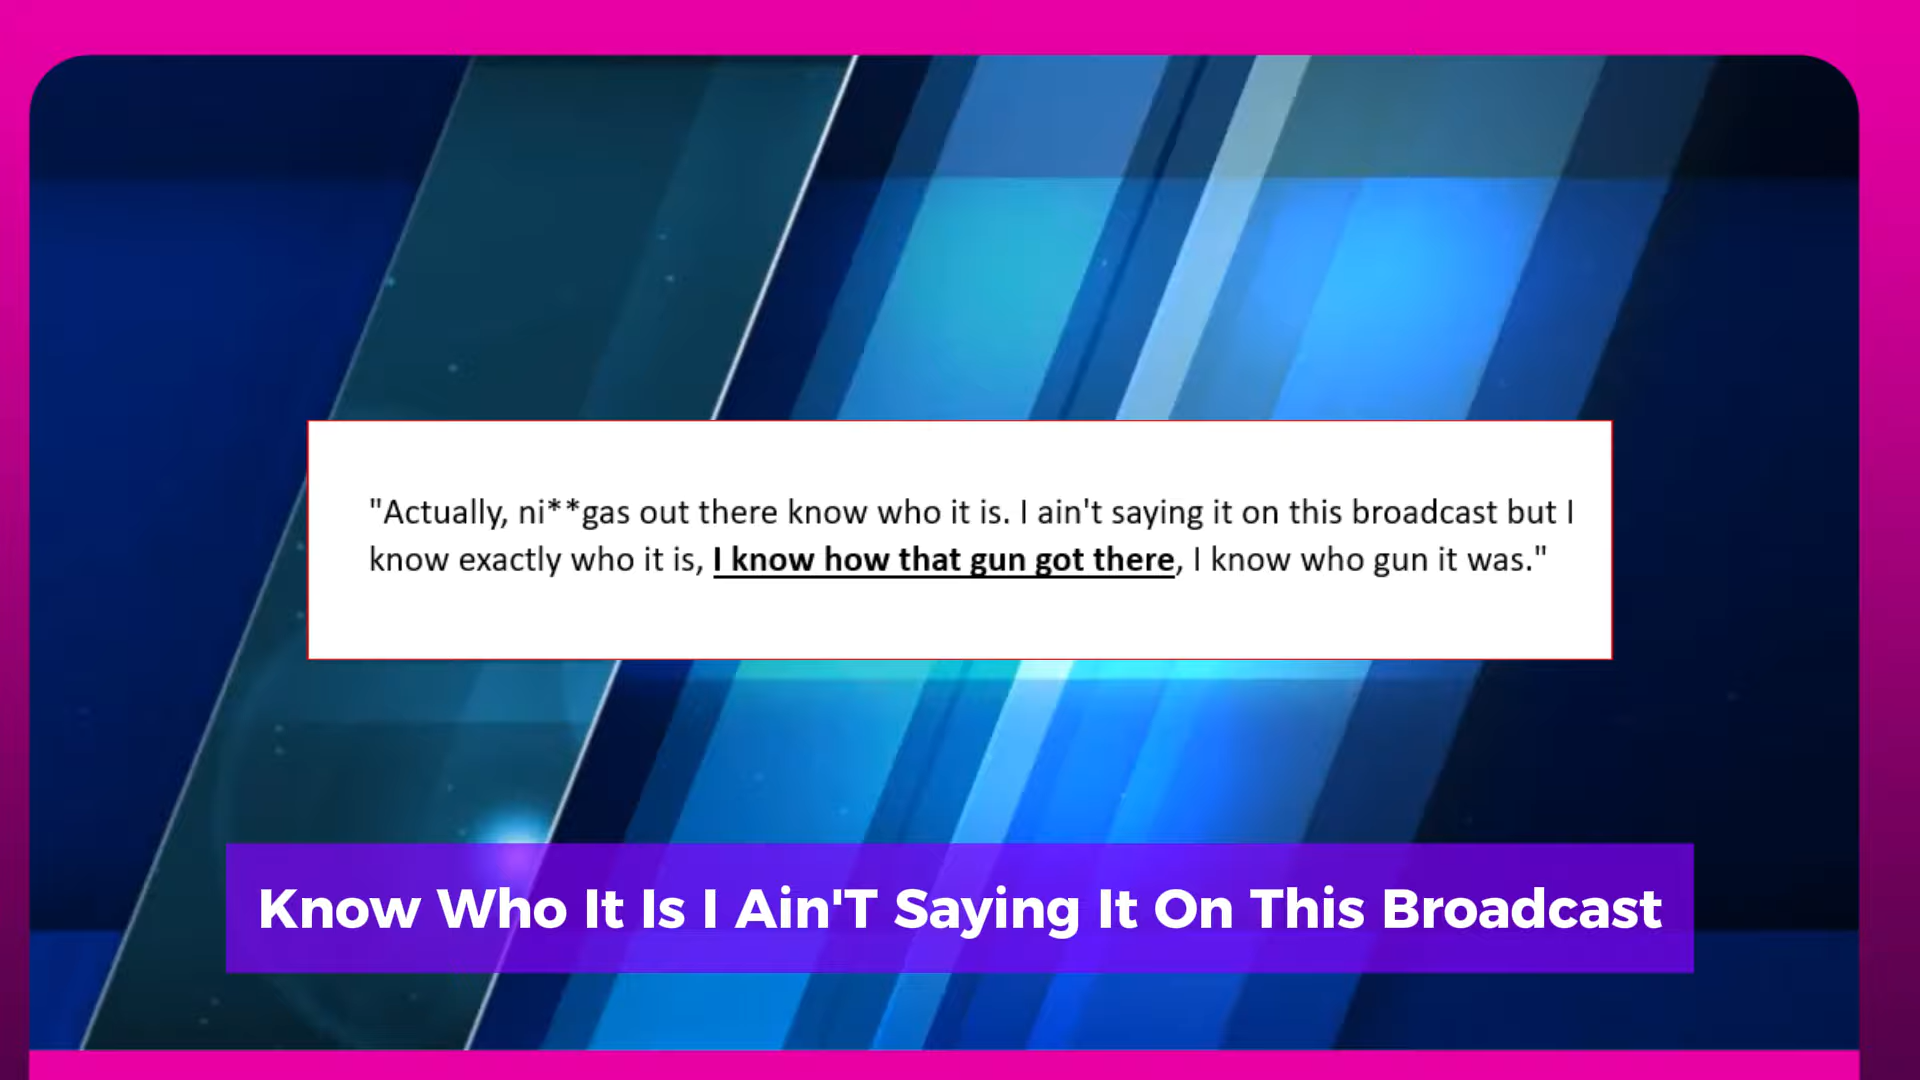 "Actually, ni**gas out there know who it is. I ain't saying it on this broadcast but I
know exactly who it is, I know how that gun got there, I know who gun it was."
Know Who It Is I Ain'T Saying It On This Broadcast